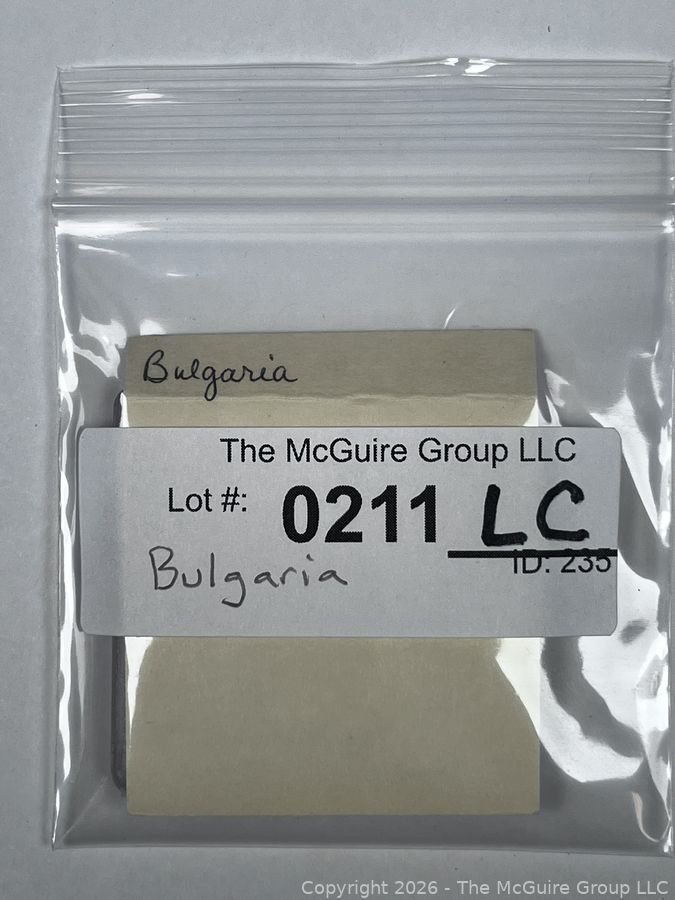 Bulgaria
The McGuire Group LLC
Lot #: 0211 LC
Bulgaria
ID: 235
Copyright 2026 - The McGuire Group LLC